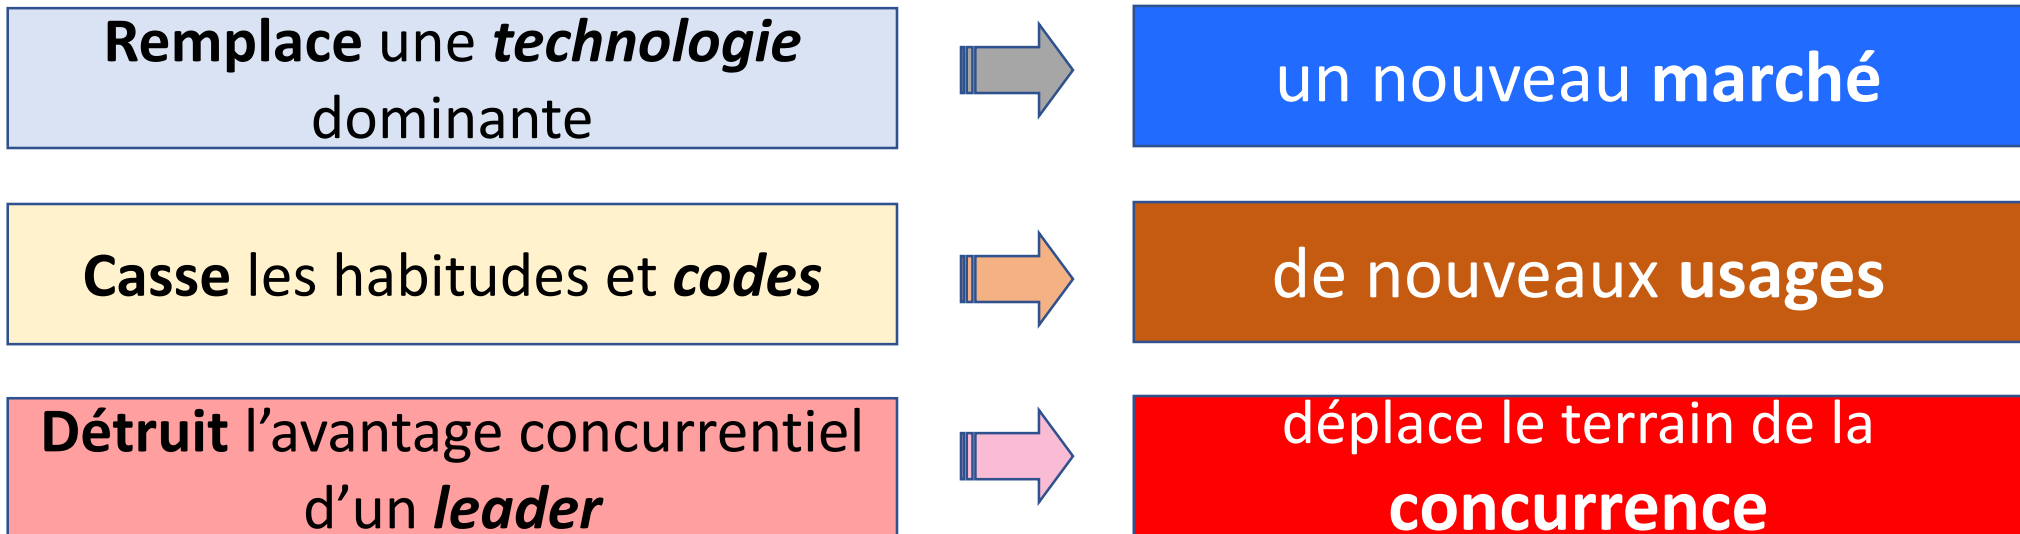 Remplace une technologie
dominante
un nouveau marché
Casse les habitudes et codes
de nouveaux usages
Détruit l’avantage concurrentiel
d’un leader
déplace le terrain de la
concurrence